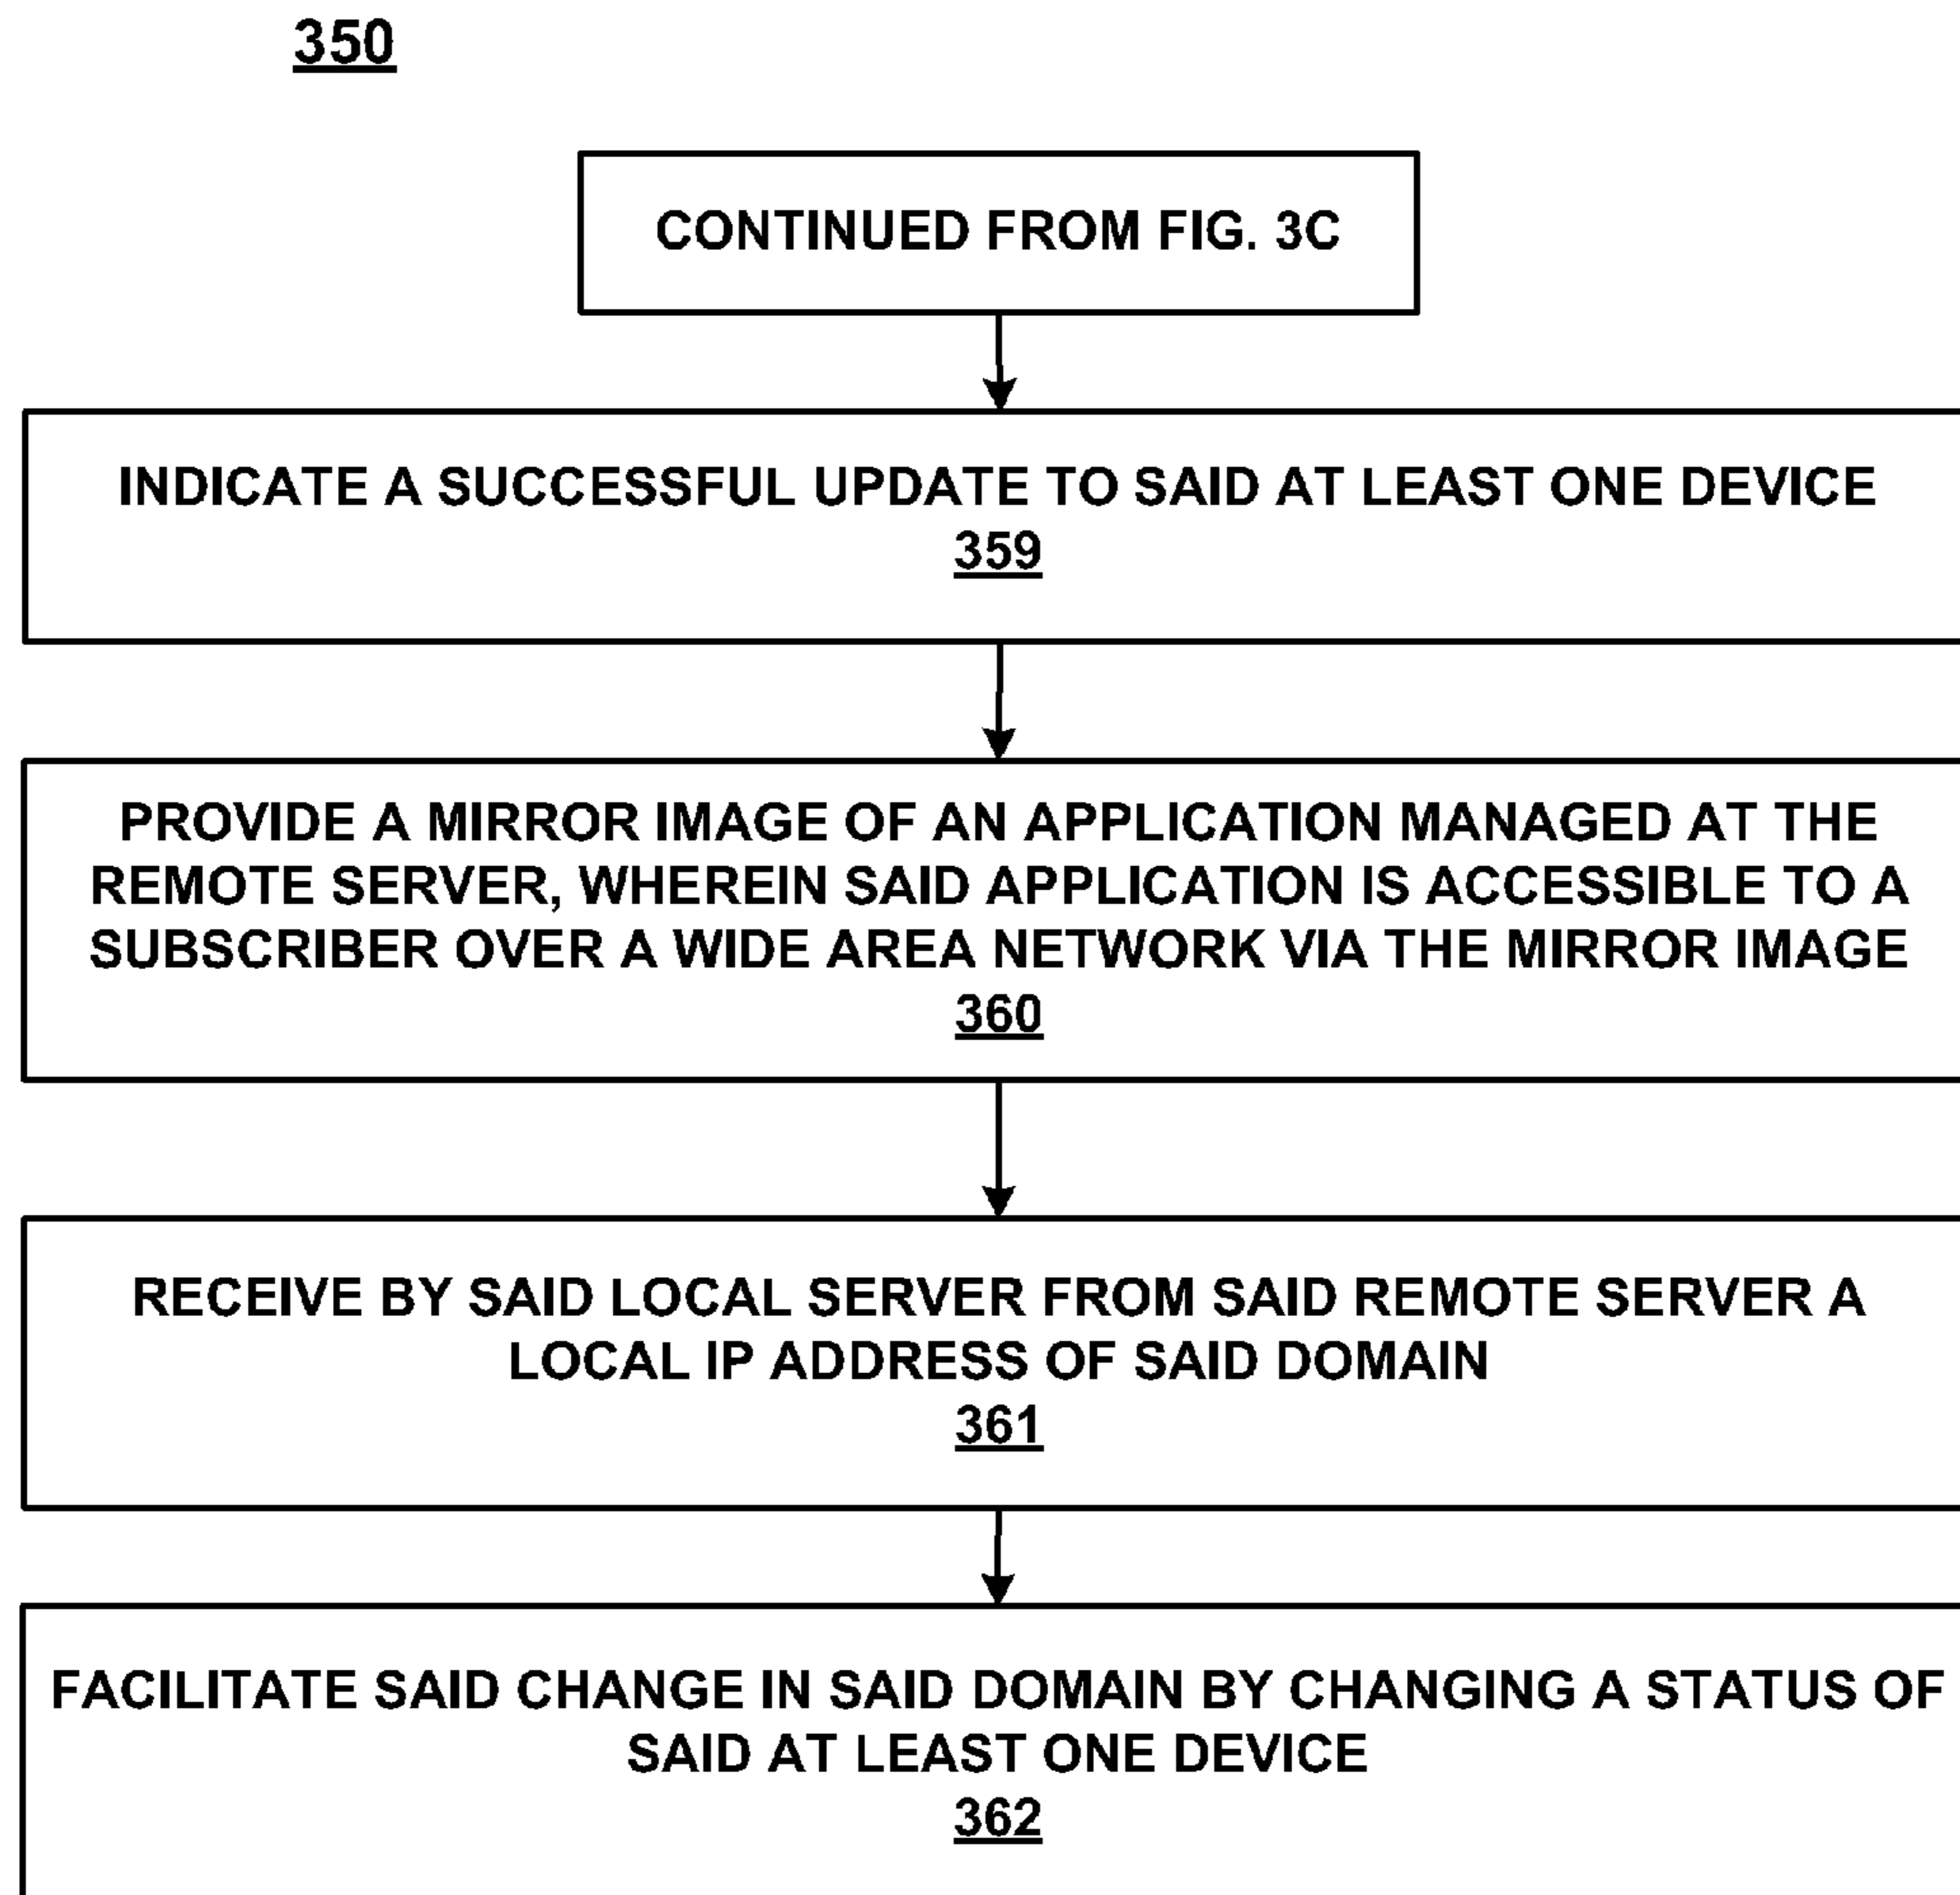 350
CONTINUED FROM FIG. 3C
INDICATE A SUCCESSFUL UPDATE TO SAID AT LEAST ONE DEVICE
359
PROVIDE A MIRROR IMAGE OF AN APPLICATION MANAGED AT THE
REMOTE SERVER, WHEREIN SAID APPLICATION IS ACCESSIBLE TO A
SUBSCRIBER OVER A WIDE AREA NETWORK VIA THE MIRROR IMAGE
360
RECEIVE BY SAID LOCAL SERVER FROM SAID REMOTE SERVER A
LOCAL IP ADDRESS OF SAID DOMAIN
361
FACILITATE SAID CHANGE IN SAID DOMAIN BY CHANGING A STATUS OF
SAID AT LEAST ONE DEVICE
362